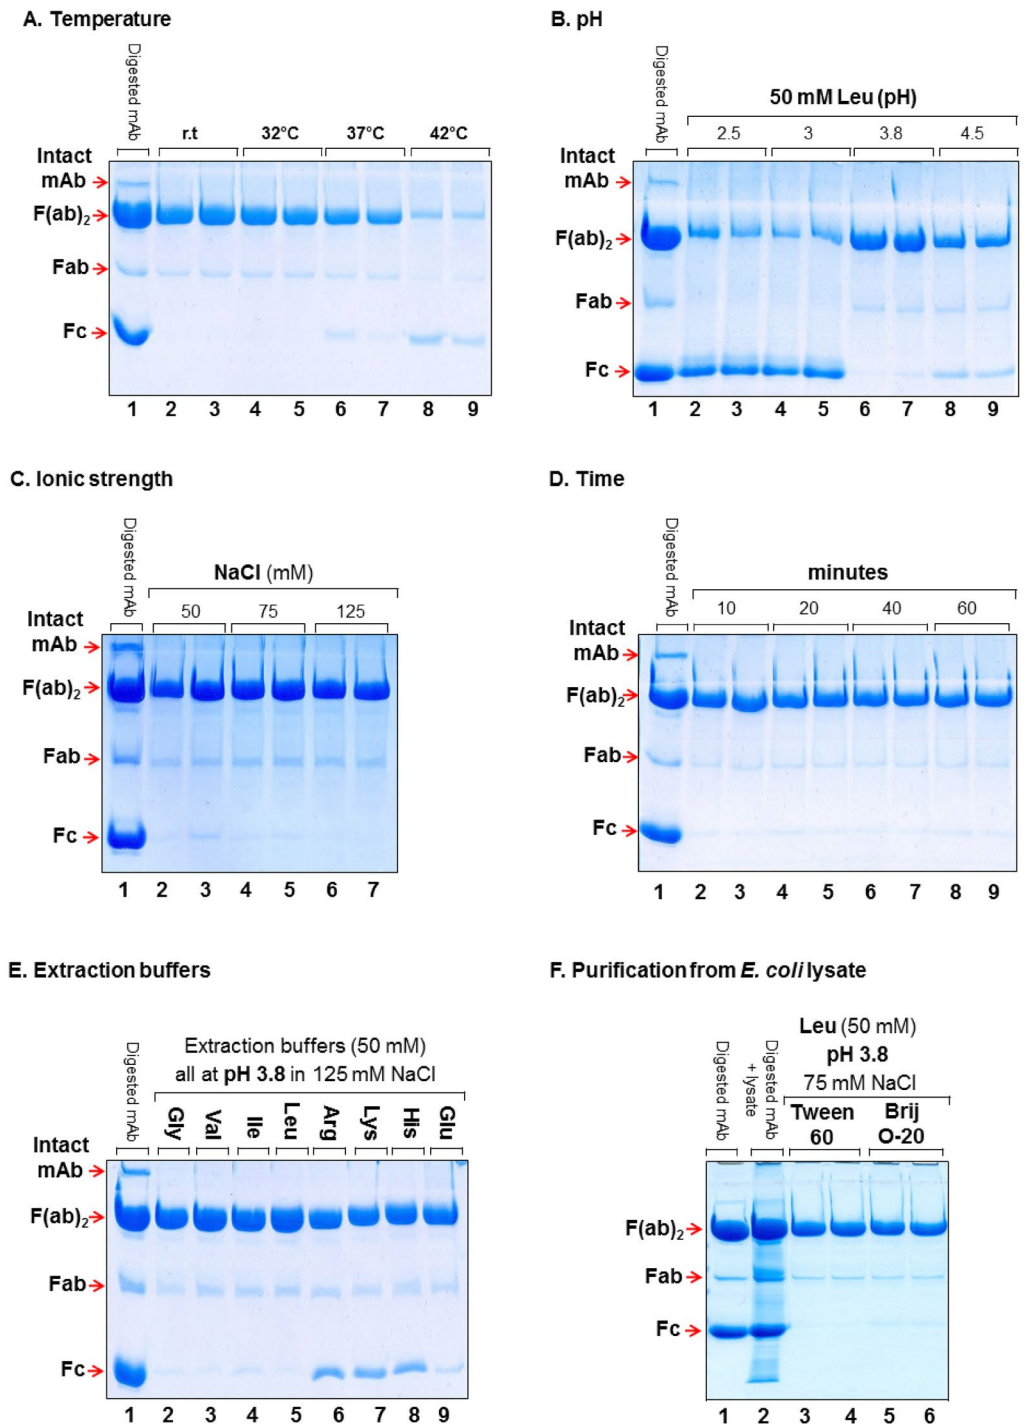 A. Temperature
Digested mAb
r.t 32°C 37°C 42°C
Intact
mAb
F(ab)2
Fab
Fc
1 2 3 4 5 6 7 8 9
B. pH
Digested mAb
50 mM Leu (pH)
2.5 3 3.8 4.5
Intact
mAb
F(ab)2
Fab
Fc
1 2 3 4 5 6 7 8 9
C. Ionic strength
Digested mAb
NaCl (mM)
50 75 125
Intact
mAb
F(ab)2
Fab
Fc
1 2 3 4 5 6 7
D. Time
Digested mAb
minutes
10 20 40 60
Intact
mAb
F(ab)2
Fab
Fc
1 2 3 4 5 6 7 8 9
E. Extraction buffers
Digested mAb
Extraction buffers (50 mM)
all at pH 3.8 in 125 mM NaCl
Gly Val Ile Leu Arg Lys His Glu
Intact
mAb
F(ab)2
Fab
Fc
1 2 3 4 5 6 7 8 9
F. Purification from E. coli lysate
Digested mAb
Digested mAb
+ lysate
Leu (50 mM)
pH 3.8
75 mM NaCl
Tween
60
Brij
O-20
F(ab)2
Fab
Fc
1 2 3 4 5 6